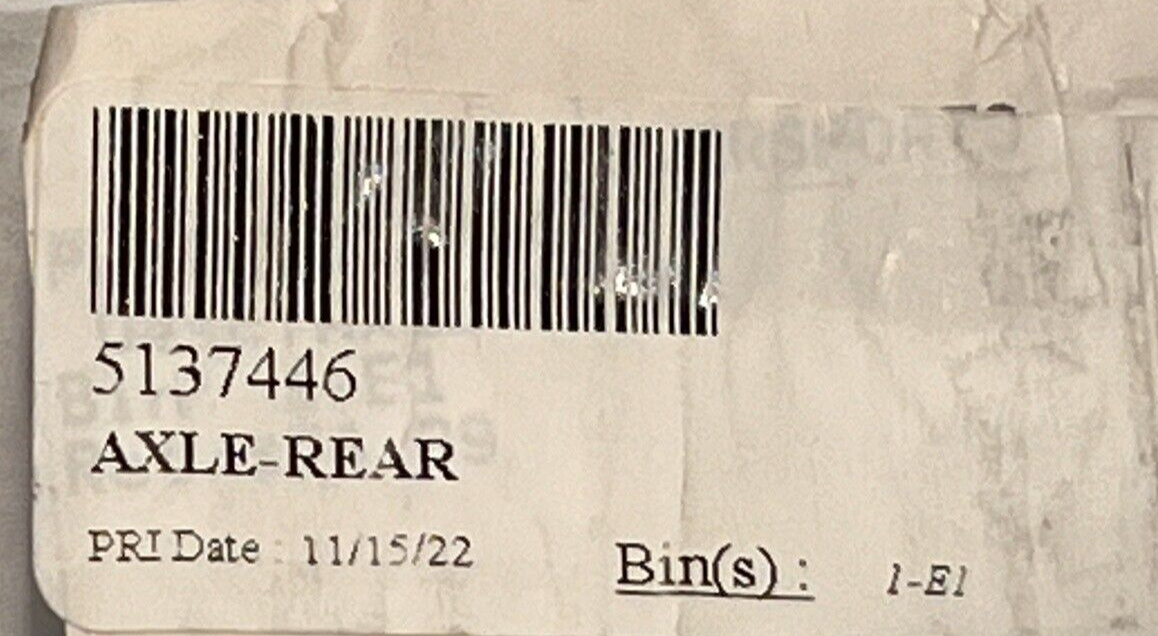 5137446
AXLE-REAR
PRI Date : 11/15/22
Bin(s) : 1-E1